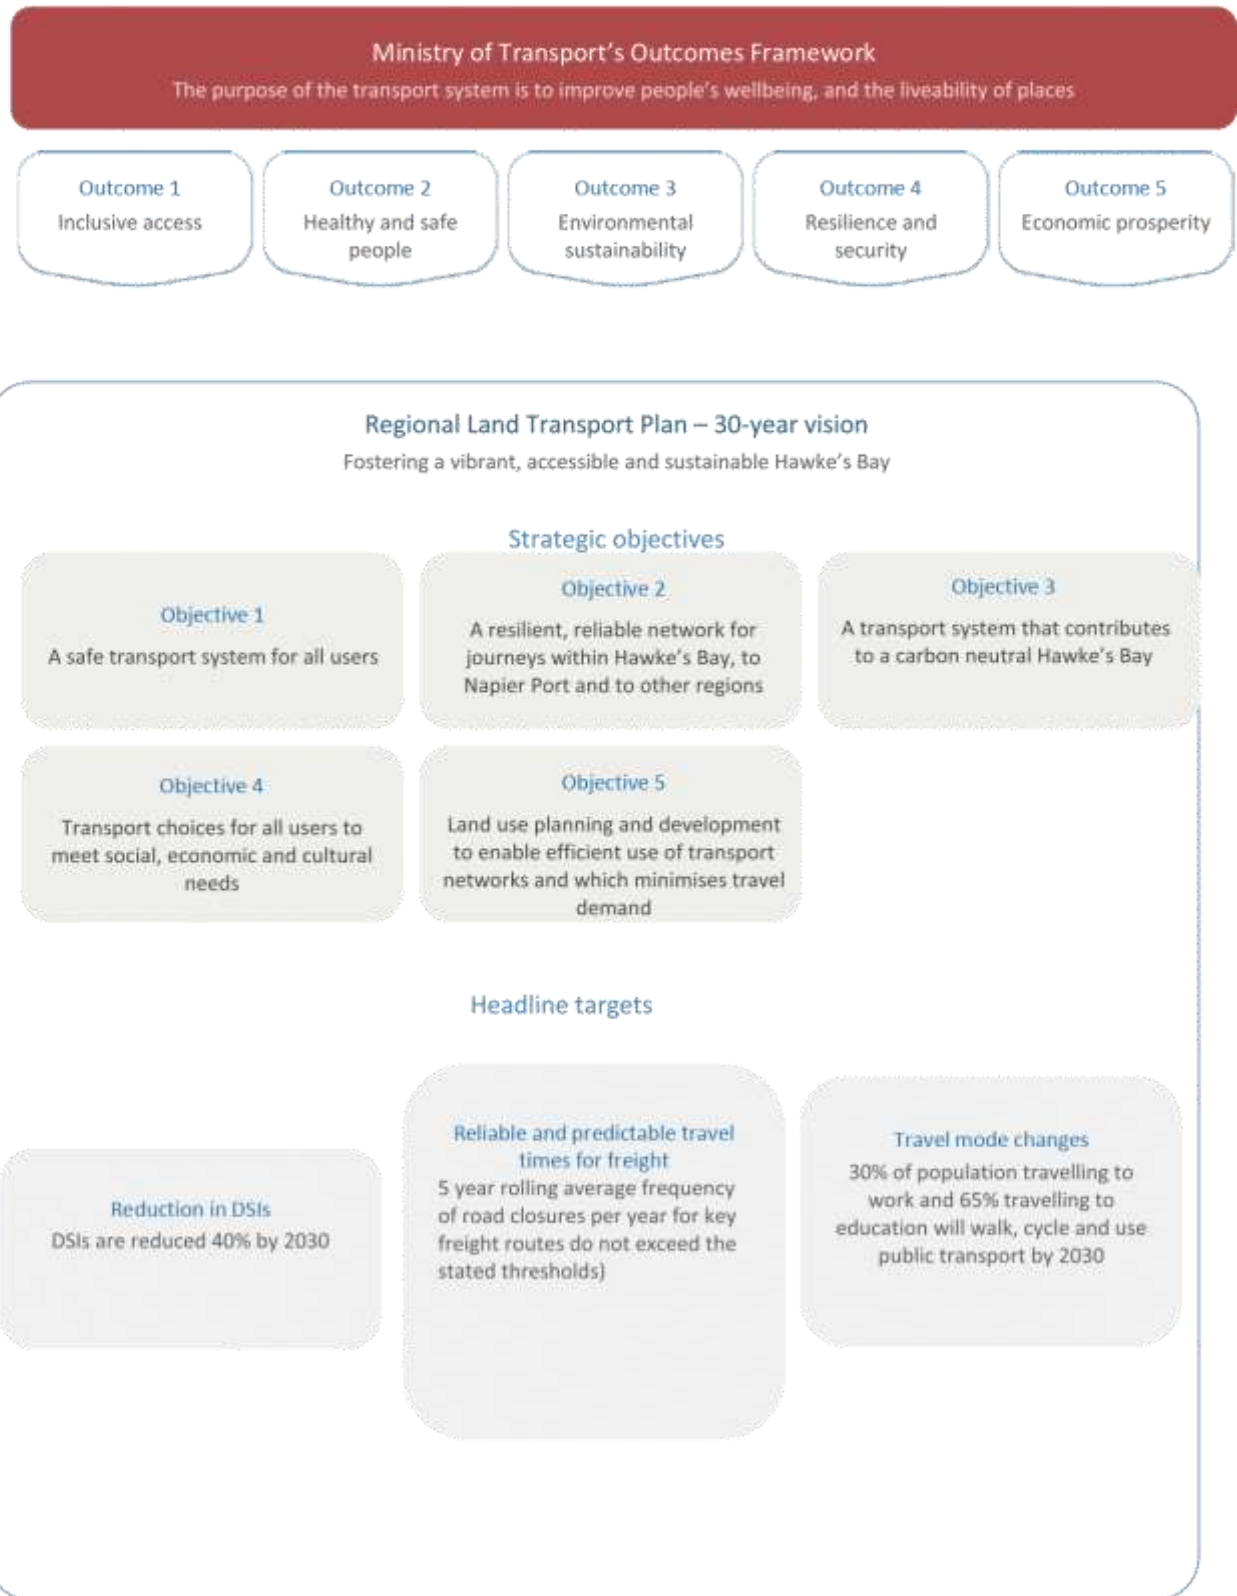 Ministry of Transport's Outcomes Framework
The purpose of the transport system is to improve people's wellbeing, and the liveability of places
Outcome 1
Inclusive access
Outcome 2
Healthy and safe
people
Outcome 3
Environmental
sustainability
Outcome 4
Resilience and
security
Outcome 5
Economic prosperity
Regional Land Transport Plan – 30-year vision
Fostering a vibrant, accessible and sustainable Hawke's Bay
Strategic objectives
Objective 1
A safe transport system for all users
Objective 2
A resilient, reliable network for
journeys within Hawke's Bay, to
Napier Port and to other regions
Objective 3
A transport system that contributes
to a carbon neutral Hawke's Bay
Objective 4
Transport choices for all users to
meet social, economic and cultural
needs
Objective 5
Land use planning and development
to enable efficient use of transport
networks and which minimises travel
demand
Headline targets
Reduction in DSIs
DSIs are reduced 40% by 2030
Reliable and predictable travel
times for freight
5 year rolling average frequency
of road closures per year for key
freight routes do not exceed the
stated thresholds)
Travel mode changes
30% of population travelling to
work and 65% travelling to
education will walk, cycle and use
public transport by 2030